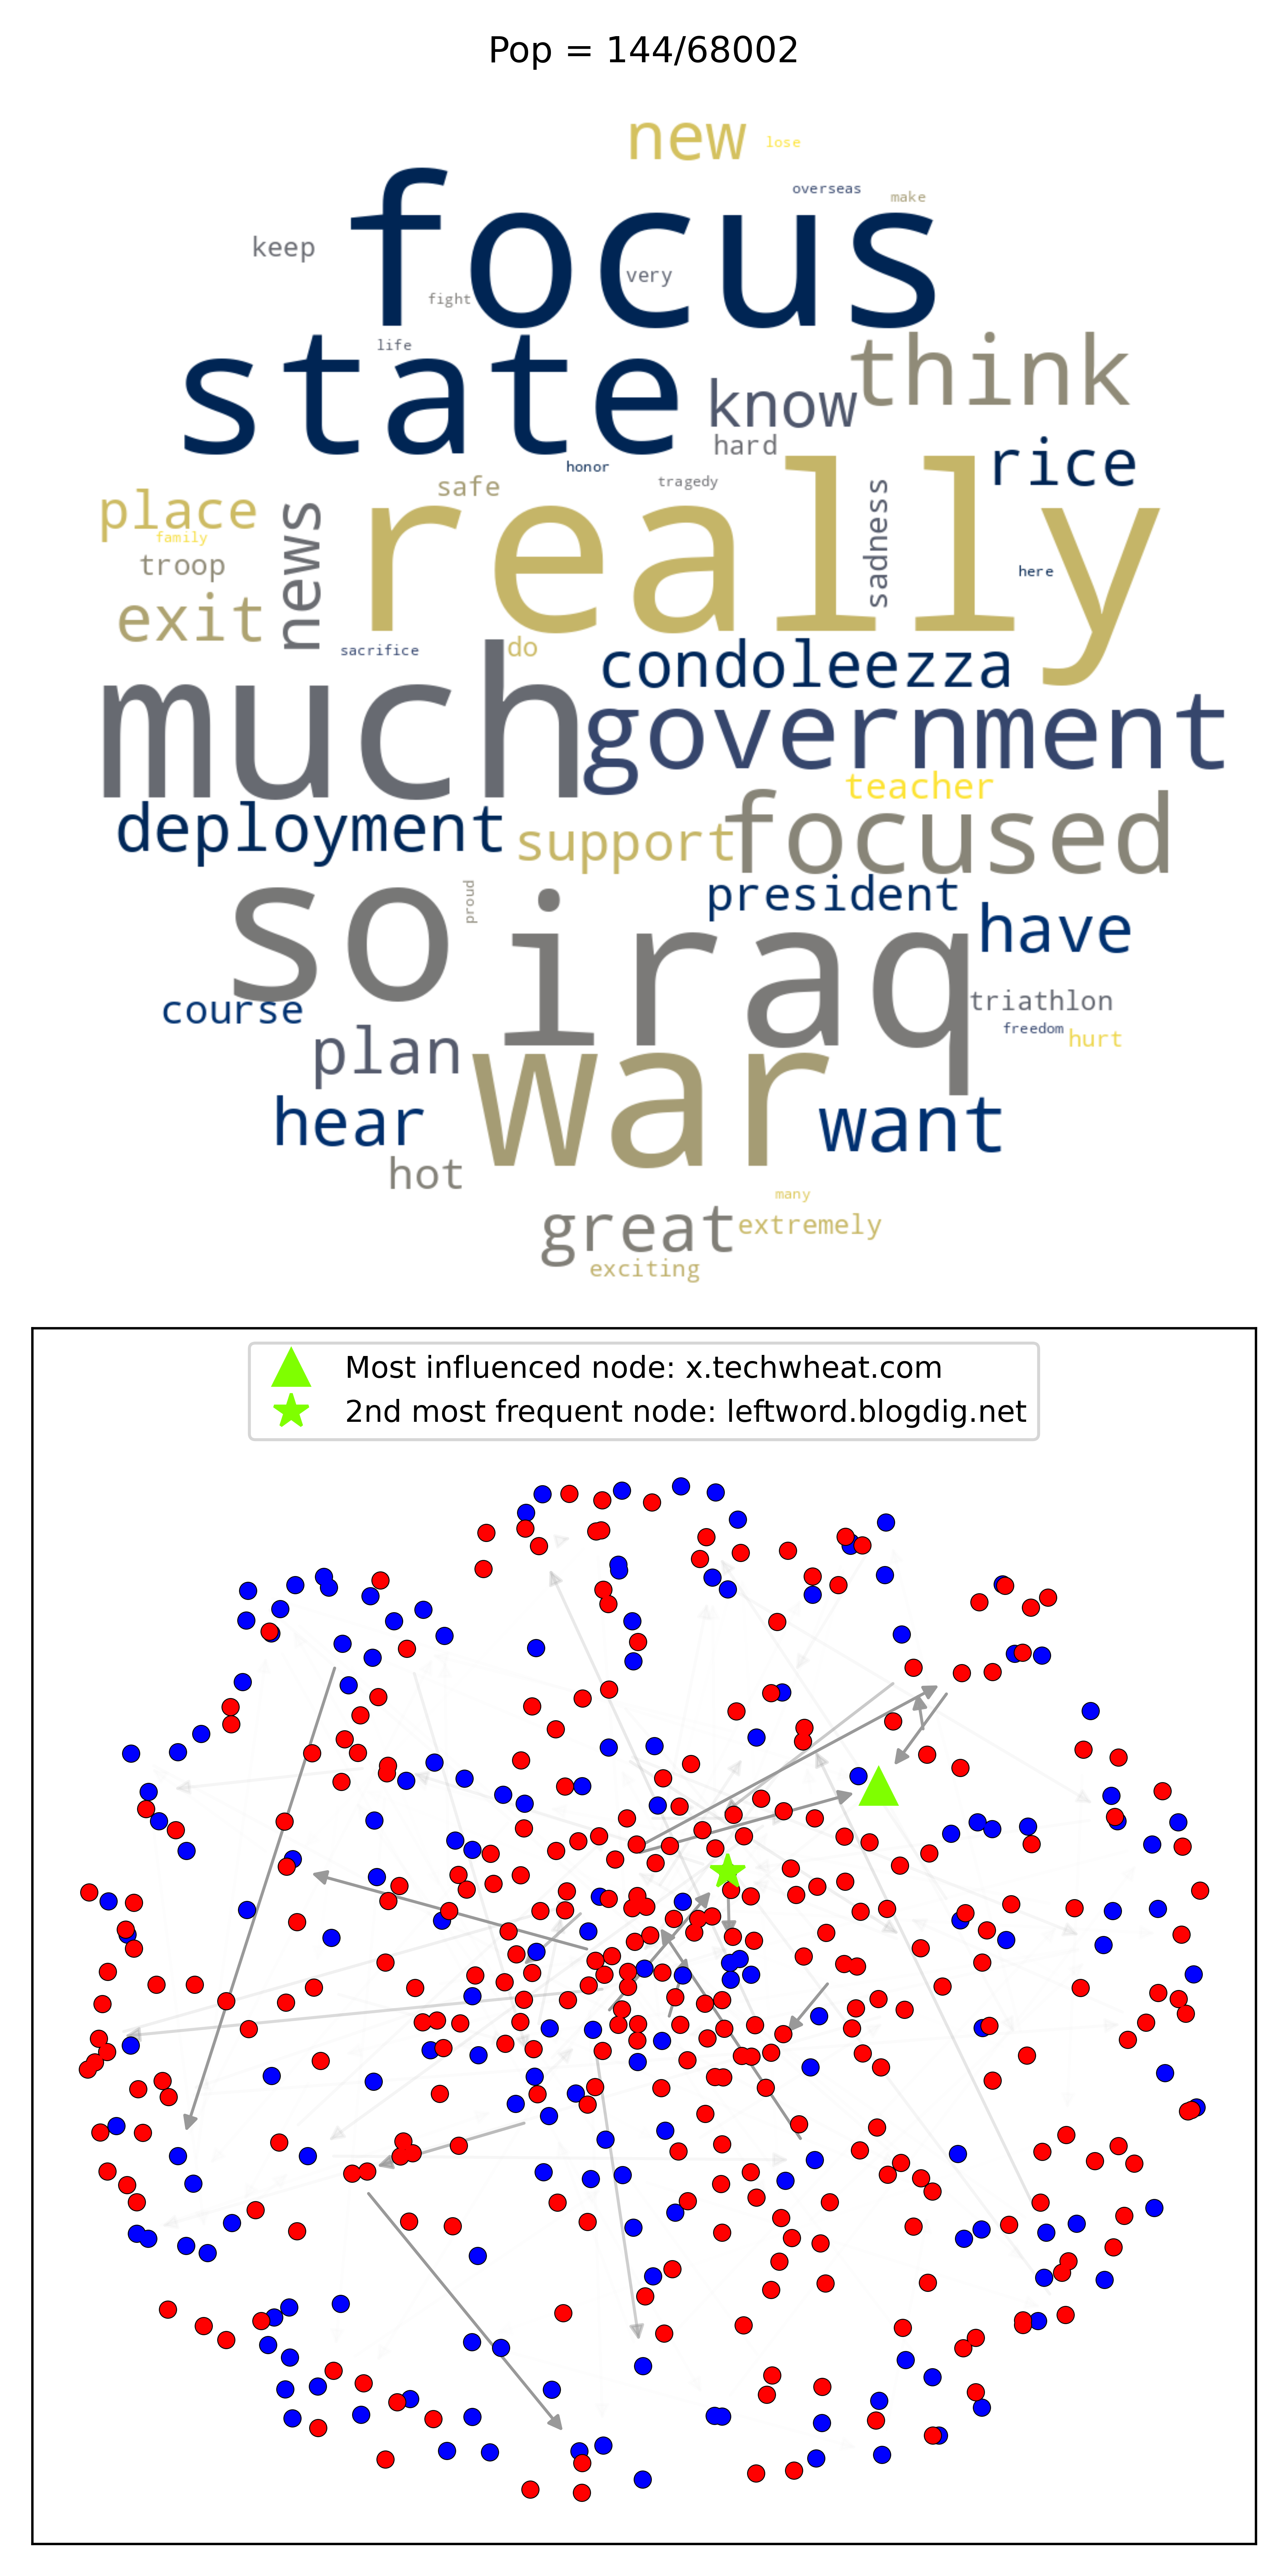 Pop = 144/68002
new lose
overseas make
focus
keep very
fight
life
state know think
hard
honor rice
safe tragedy
place news really sadness
family
troop here
exit
sacrifice do
much condoleezza
government
teacher
deployment support focused
proud president
so iraq have
course triathlon
freedom hurt
plan war
hear want
hot
many
great extremely
exciting
Most influenced node: x.techwheat.com
2nd most frequent node: leftword.blogdig.net